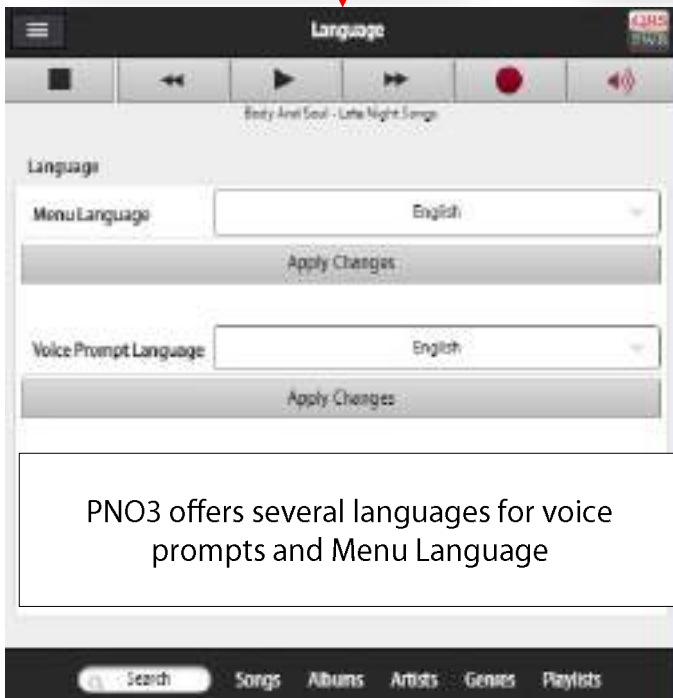 Language
QRS
Body And Soul - Late Night Songs
Language
Menu Language
English
Apply Changes
Voice Prompt Language
English
Apply Changes
PNO3 offers several languages for voice
prompts and Menu Language
Search Songs Albums Artists Genres Playlists